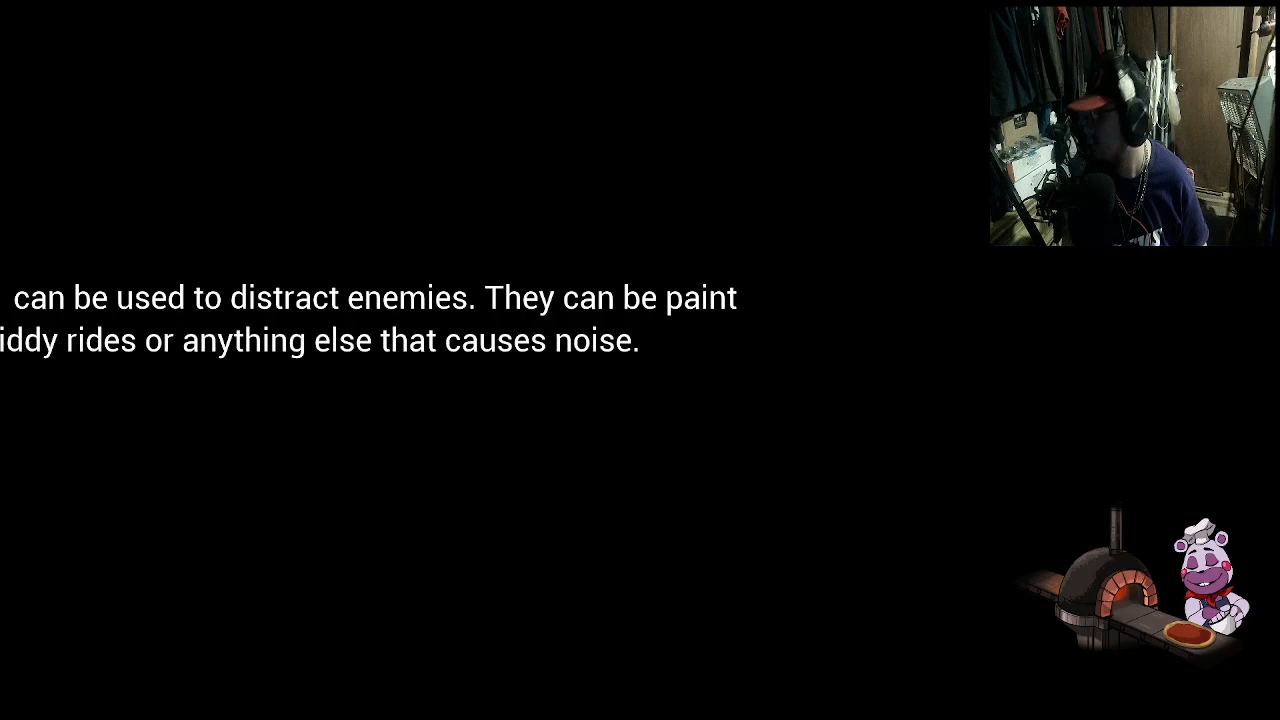 can be used to distract enemies. They can be paint
iddy rides or anything else that causes noise.